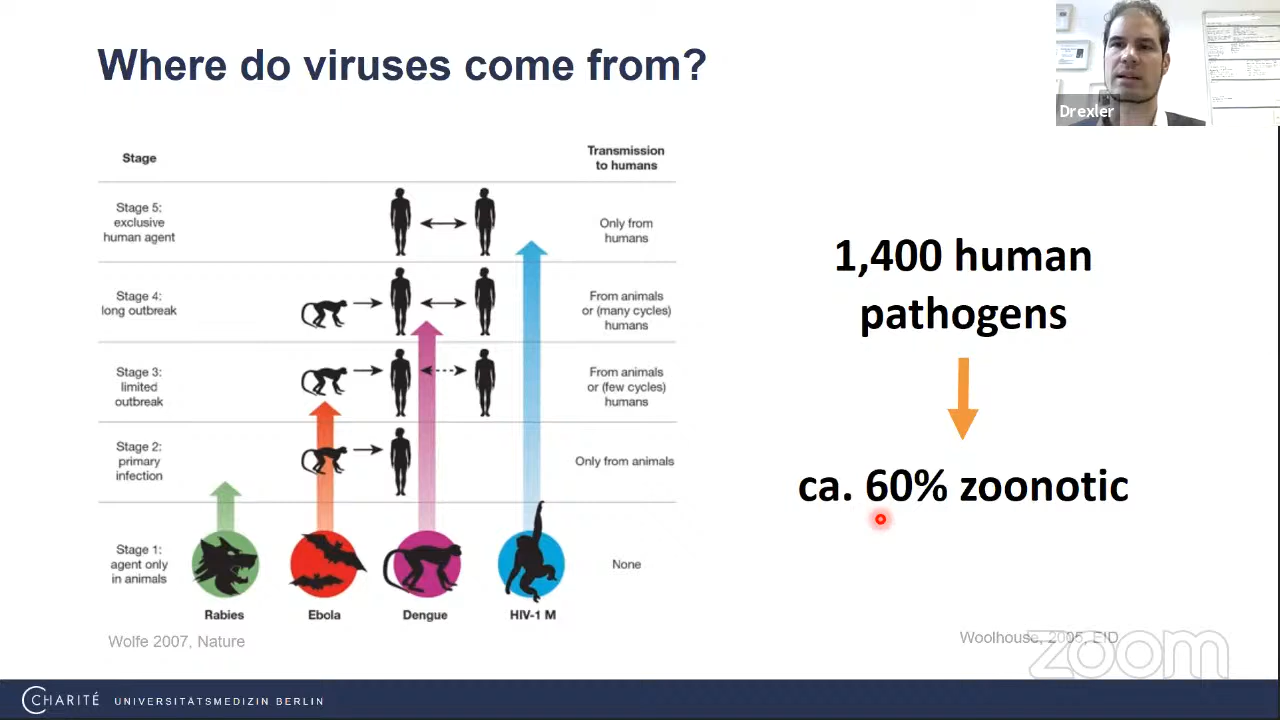 Where do viruses come from?
Drexler
Stage
Transmission
to humans
Stage 5:
exclusive
human agent
Only from
humans
Stage 4:
long outbreak
From animals
or (many cycles)
humans
Stage 3:
limited
outbreak
From animals
or (few cycles)
humans
Stage 2:
primary
infection
Only from animals
Stage 1:
agent only
in animals
None
Rabies
Ebola
Dengue
HIV-1 M
Wolfe 2007, Nature
1,400 human
pathogens
ca. 60% zoonotic
Woolhouse, 2005, EID
zoom
CHARITÉ UNIVERSITÄTSMEDIZIN BERLIN